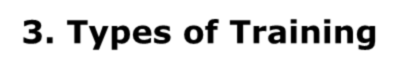 3. Types of Training